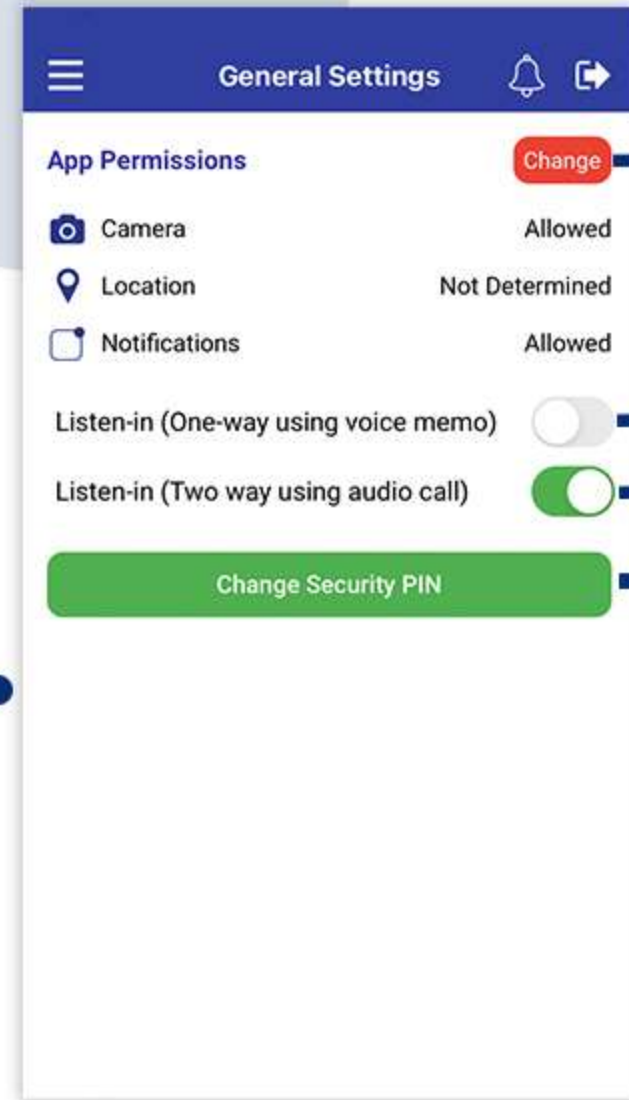 General Settings
App Permissions Change
Camera Allowed
Location Not Determined
Notifications Allowed
Listen-in (One-way using voice memo)
Listen-in (Two way using audio call)
Change Security PIN